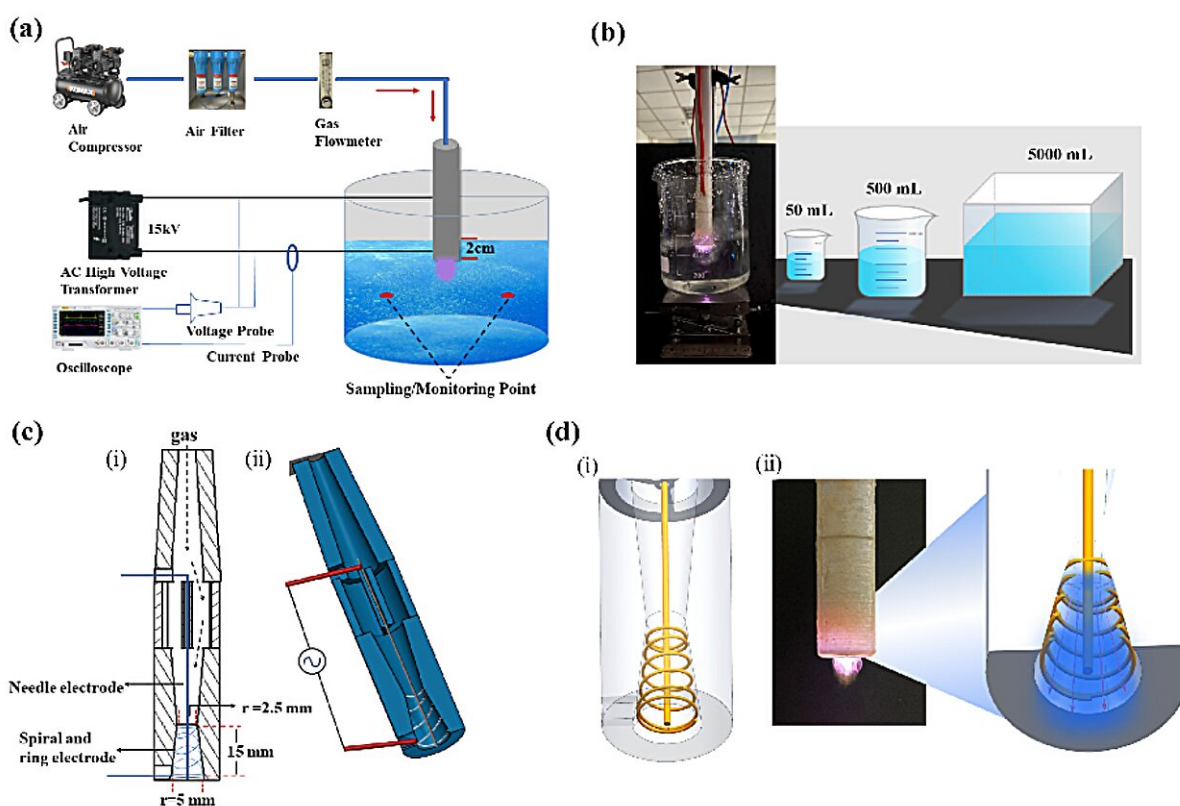 (a)
Air
Compressor
Air Filter
Gas
Flowmeter
15kV
AC High Voltage
Transformer
2cm
Voltage Probe
Current Probe
Oscilloscope
Sampling/Monitoring Point
(b)
50 mL
500 mL
5000 mL
(c)
gas
(i)
(ii)
Needle electrode
r =2.5 mm
Spiral and
ring electrode
15 mm
r=5 mm
(d)
(i)
(ii)